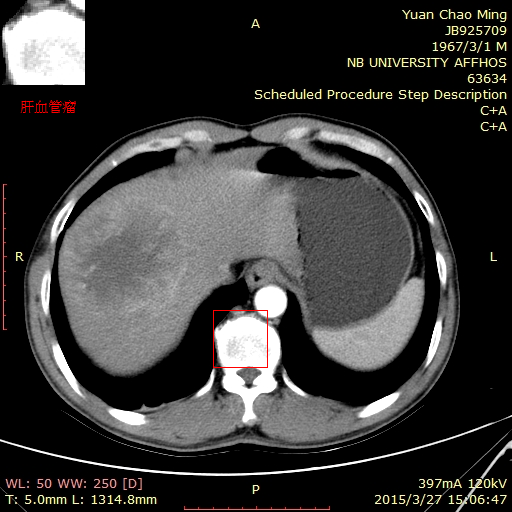 A
Yuan Chao Ming
JB925709
1967/3/1 M
NB UNIVERSITY AFFHOS
63634
Scheduled Procedure Step Description
C+A
C+A
肝血管瘤
R
L
WL: 50 WW: 250 [D]
T: 5.0mm L: 1314.8mm
P
397mA 120kV
2015/3/27 15:06:47